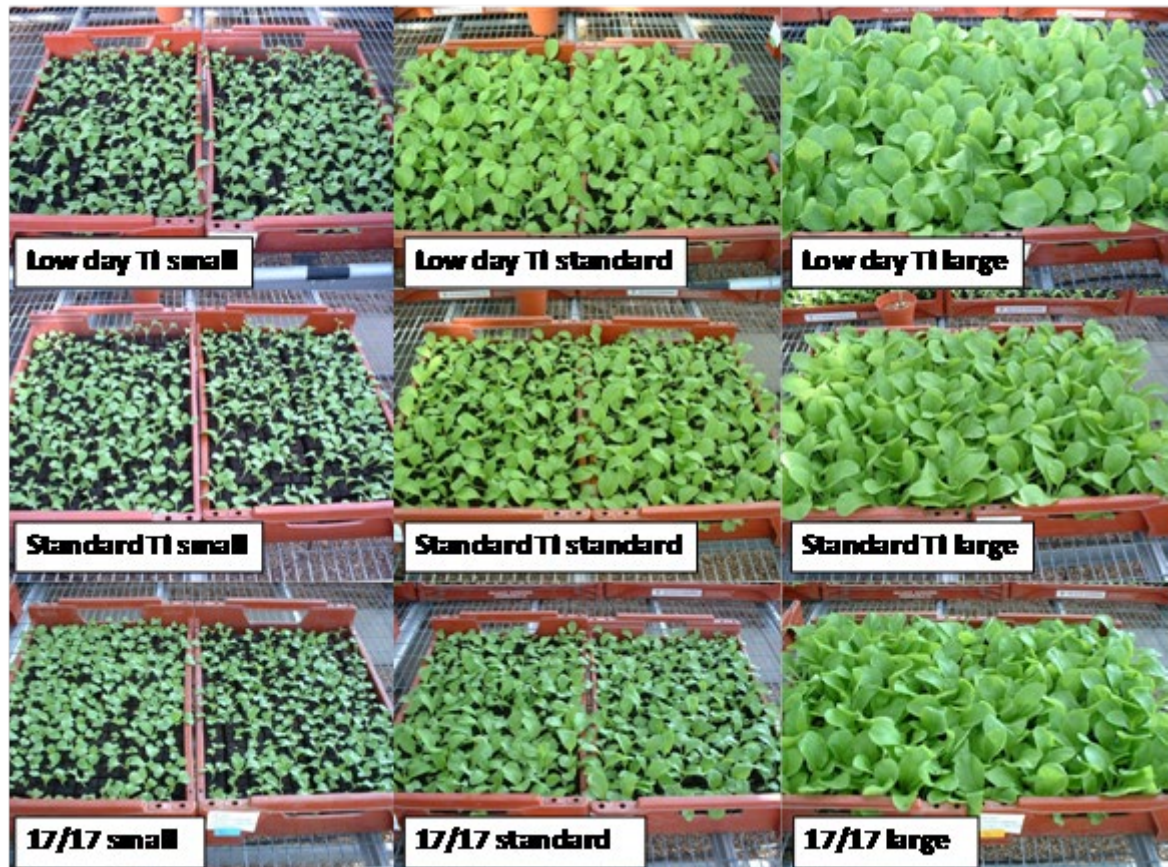 Low day TI small
Low day TI standard
Low day TI large
Standard TI small
Standard TI standard
Standard TI large
17/17 small
17/17 standard
17/17 large